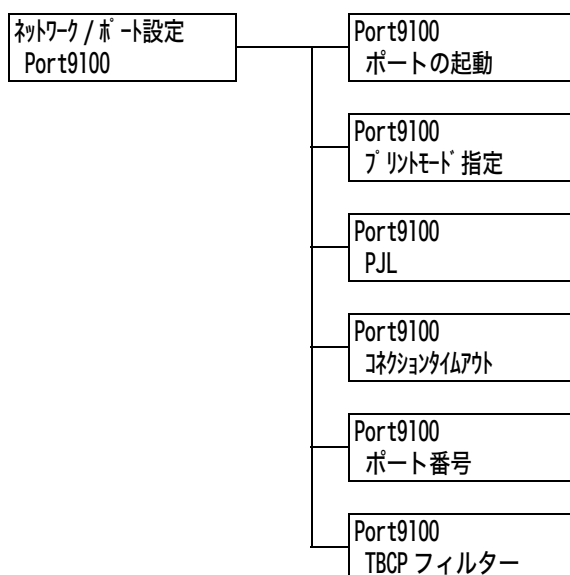 ﾈｯﾄﾜｰｸ / ﾎﾟｰﾄ設定
Port9100
Port9100
ポートの起動
Port9100
ﾌﾟﾘﾝﾄﾓｰﾄﾞ指定
Port9100
PJL
Port9100
ｺﾈｸｼｮﾝﾀｲﾑｱｳﾄ
Port9100
ポート番号
Port9100
TBCP フィルター